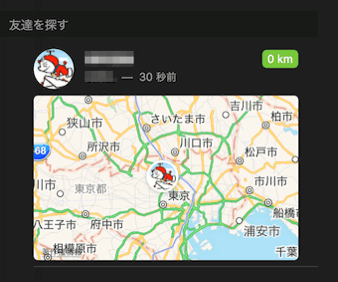 友達を探す
0 km
— 30 秒前
吉川市
柏市
さいたま市
狭山市
川口市
68
所沢市
松戸市
川市
東京都
市川市
東京
船橋
八王子市
府中市
浦安市
相模原市
千葉